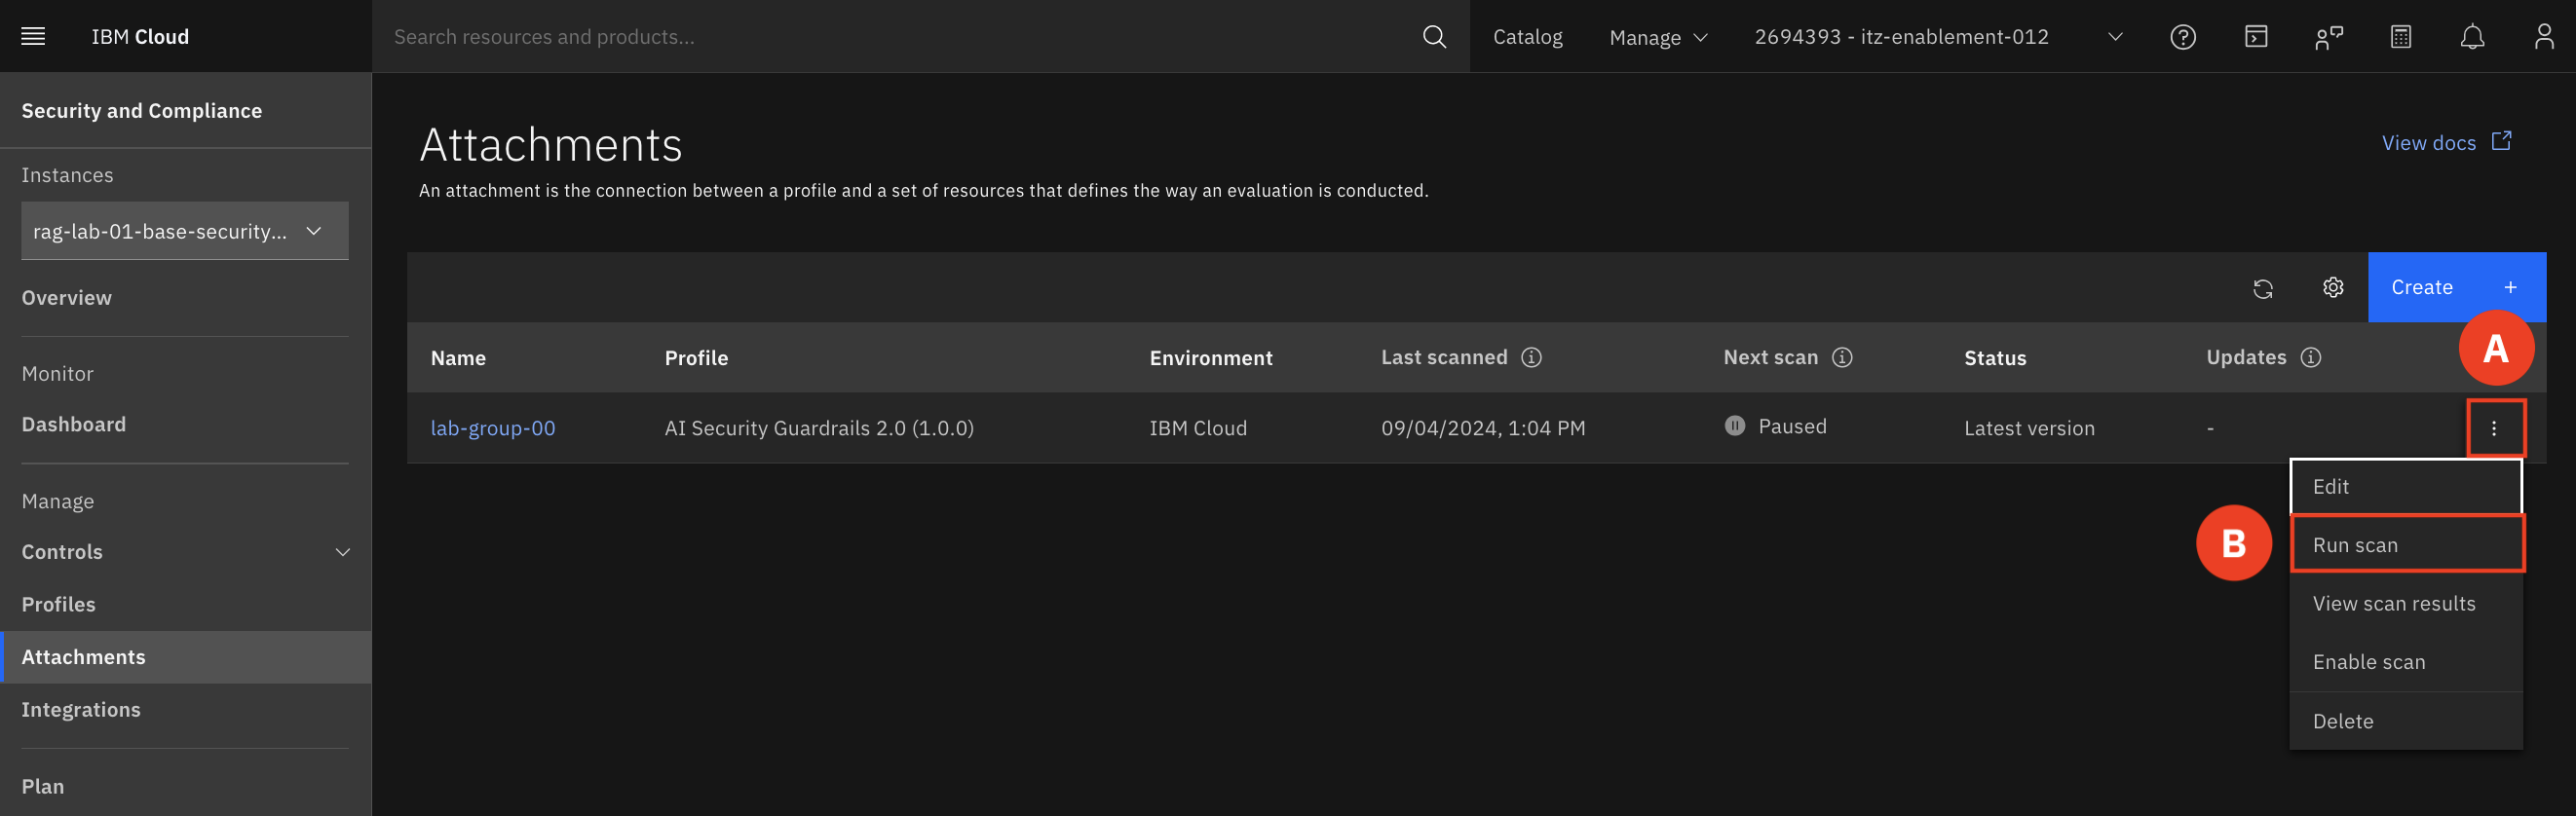 IBM Cloud
Search resources and products...
Catalog
Manage
2694393 - itz-enablement-012
Security and Compliance
Instances
rag-lab-01-base-security...
Overview
Monitor
Dashboard
Manage
Controls
Profiles
Attachments
Integrations
Plan
Attachments
View docs
An attachment is the connection between a profile and a set of resources that defines the way an evaluation is conducted.
Create +
Name Profile Environment Last scanned Next scan Status Updates
A
lab-group-00 AI Security Guardrails 2.0 (1.0.0) IBM Cloud 09/04/2024, 1:04 PM Paused Latest version -
Edit
B
Run scan
View scan results
Enable scan
Delete